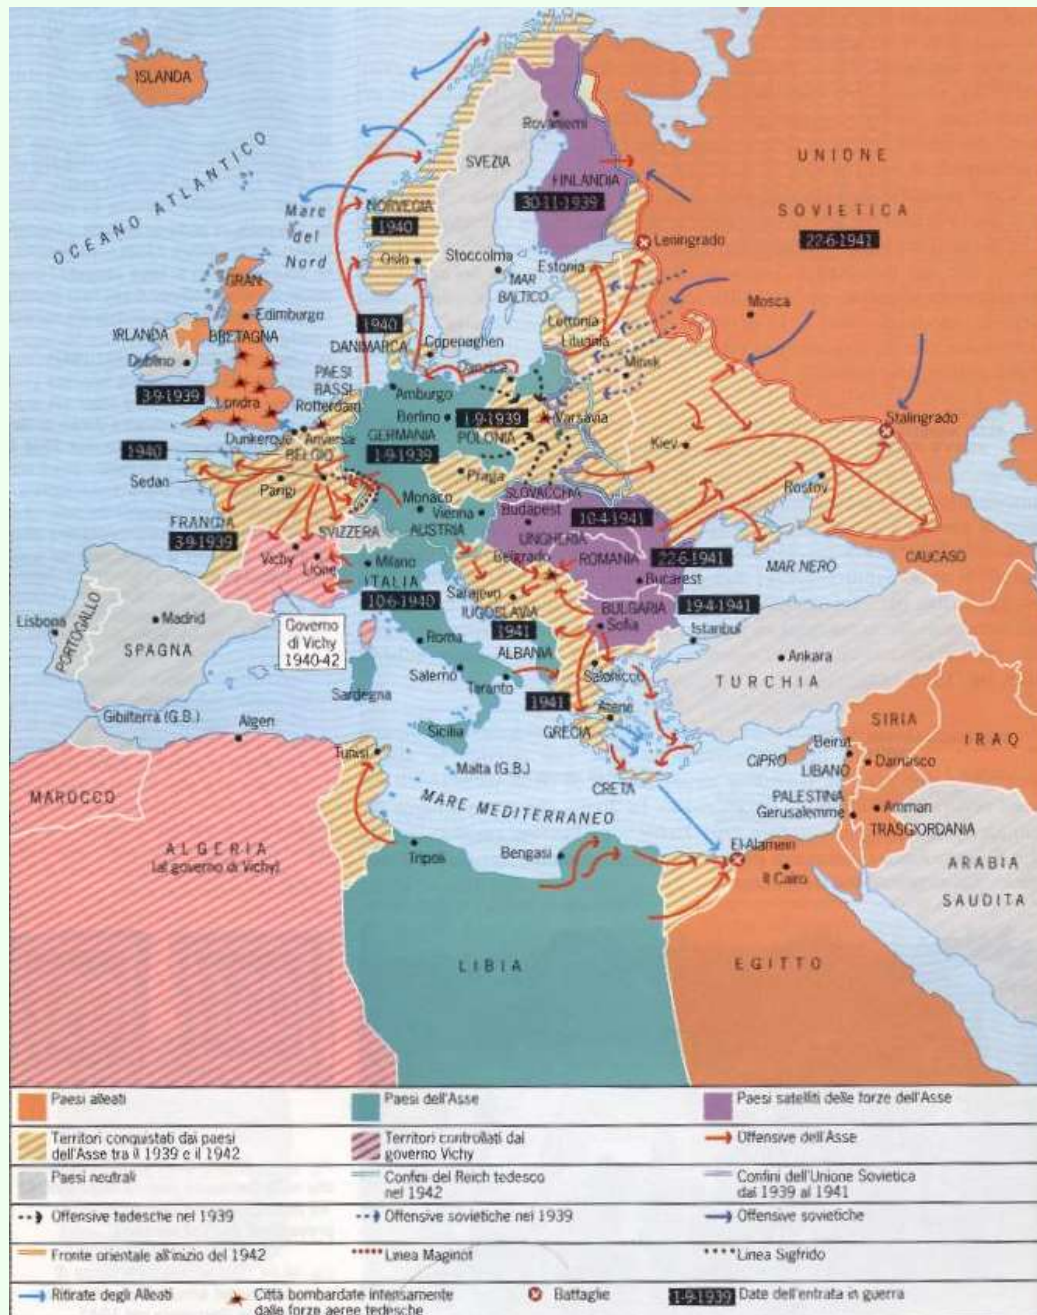 ISLANDA
OCEANO ATLANTICO
Mare
del
Nord
SVEZIA
Rovaniemi
FINLANDIA
30-11-1939
UNIONE
SOVIETICA
22-6-1941
NORVEGIA
1940
Oslo
Stoccolma
MAR
BALTICO
Estonia
Leningrado
Mosca
GRAN
BRETAGNA
Edimburgo
IRLANDA
Dublino
3-9-1939
Londra
1940
DANIMARCA
Copenaghen
Lettonia
Lituania
Minsk
PAESI
BASSI
Rotterdam
Amburgo
Danzica
Berlino
1-9-1939
Varsavia
POLONIA
Stalingrado
Dunkerque
Anversa
BELGIO
GERMANIA
1-9-1939
Kiev
1940
Sedan
Parigi
Praga
SLOVACCHIA
Rostov
Monaco
Vienna
Budapest
10-4-1941
FRANCIA
3-9-1939
SVIZZERA
AUSTRIA
UNGHERIA
CAUCASO
Vichy
Lione
Milano
ITALIA
10-6-1940
Belgrado
ROMANIA
22-6-1941
MAR NERO
Bucarest
Sarajevo
IUGOSLAVIA
1941
BULGARIA
19-4-1941
Sofia
Istanbul
Lisbona
PORTOGALLO
Madrid
SPAGNA
Governo
di Vichy
1940-42
Roma
ALBANIA
Ankara
TURCHIA
Salerno
Taranto
Salonicco
Sardegna
1941
Atene
GRECIA
Gibilterra (G.B.)
Algeri
Sicilia
SIRIA
IRAQ
Tunisi
Malta (G.B.)
CIPRO
Beirut
LIBANO
Damasco
CRETA
MAROCCO
MARE MEDITERRANEO
PALESTINA
Gerusalemme
Amman
TRASGIORDANIA
ALGERIA
(al governo di Vichy)
Tripoli
Bengasi
El-Alamein
Il Cairo
ARABIA
SAUDITA
LIBIA
EGITTO
Paesi alleati
Paesi dell'Asse
Paesi satelliti delle forze dell'Asse
Territori conquistati dai paesi
dell'Asse tra il 1939 e il 1942
Territori controllati dal
governo Vichy
Offensive dell'Asse
Paesi neutrali
Confini del Reich tedesco
nel 1942
Confini dell'Unione Sovietica
dal 1939 al 1941
Offensive tedesche nel 1939
Offensive sovietiche nel 1939
Offensive sovietiche
Fronte orientale all'inizio del 1942
Linea Maginot
Linea Sigfrido
Ritirate degli Alleati
Città bombardate intensamente
dalle forze aeree tedesche
Battaglie
1-9-1939 Date dell'entrata in guerra